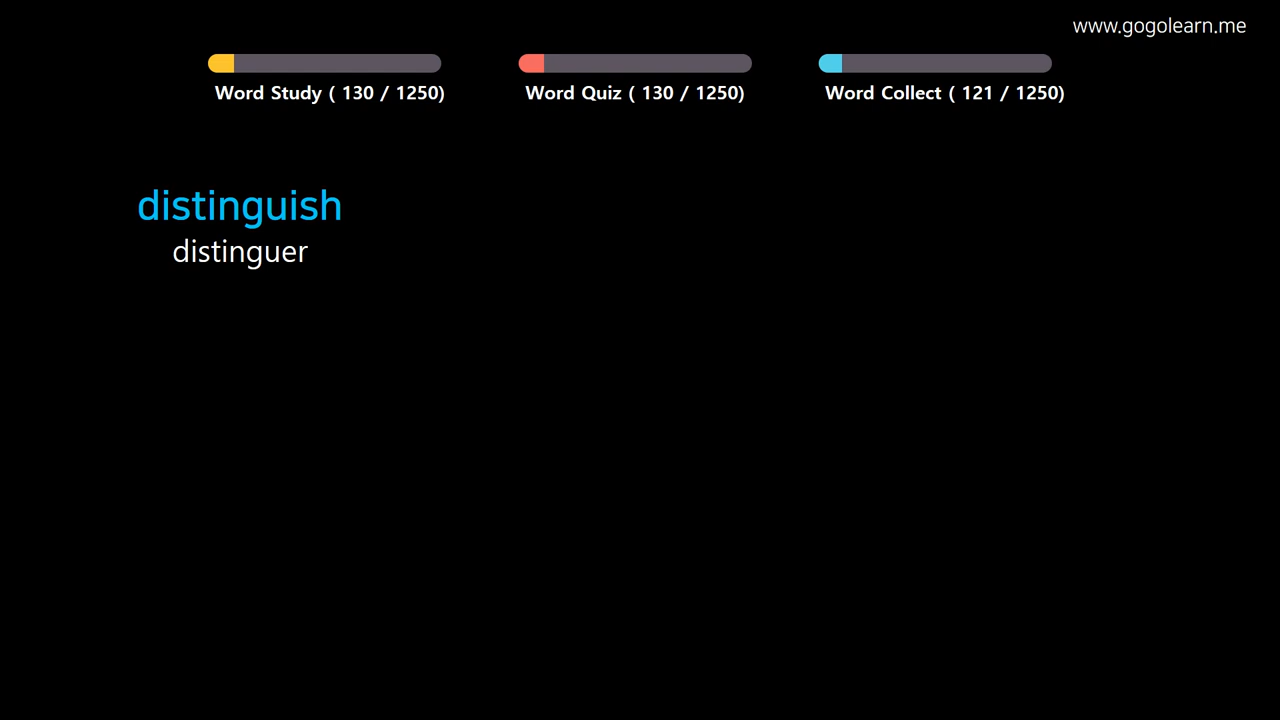 www.gogolearn.me
Word Study ( 130 / 1250)
Word Quiz ( 130 / 1250)
Word Collect ( 121 / 1250)
distinguish
distinguer